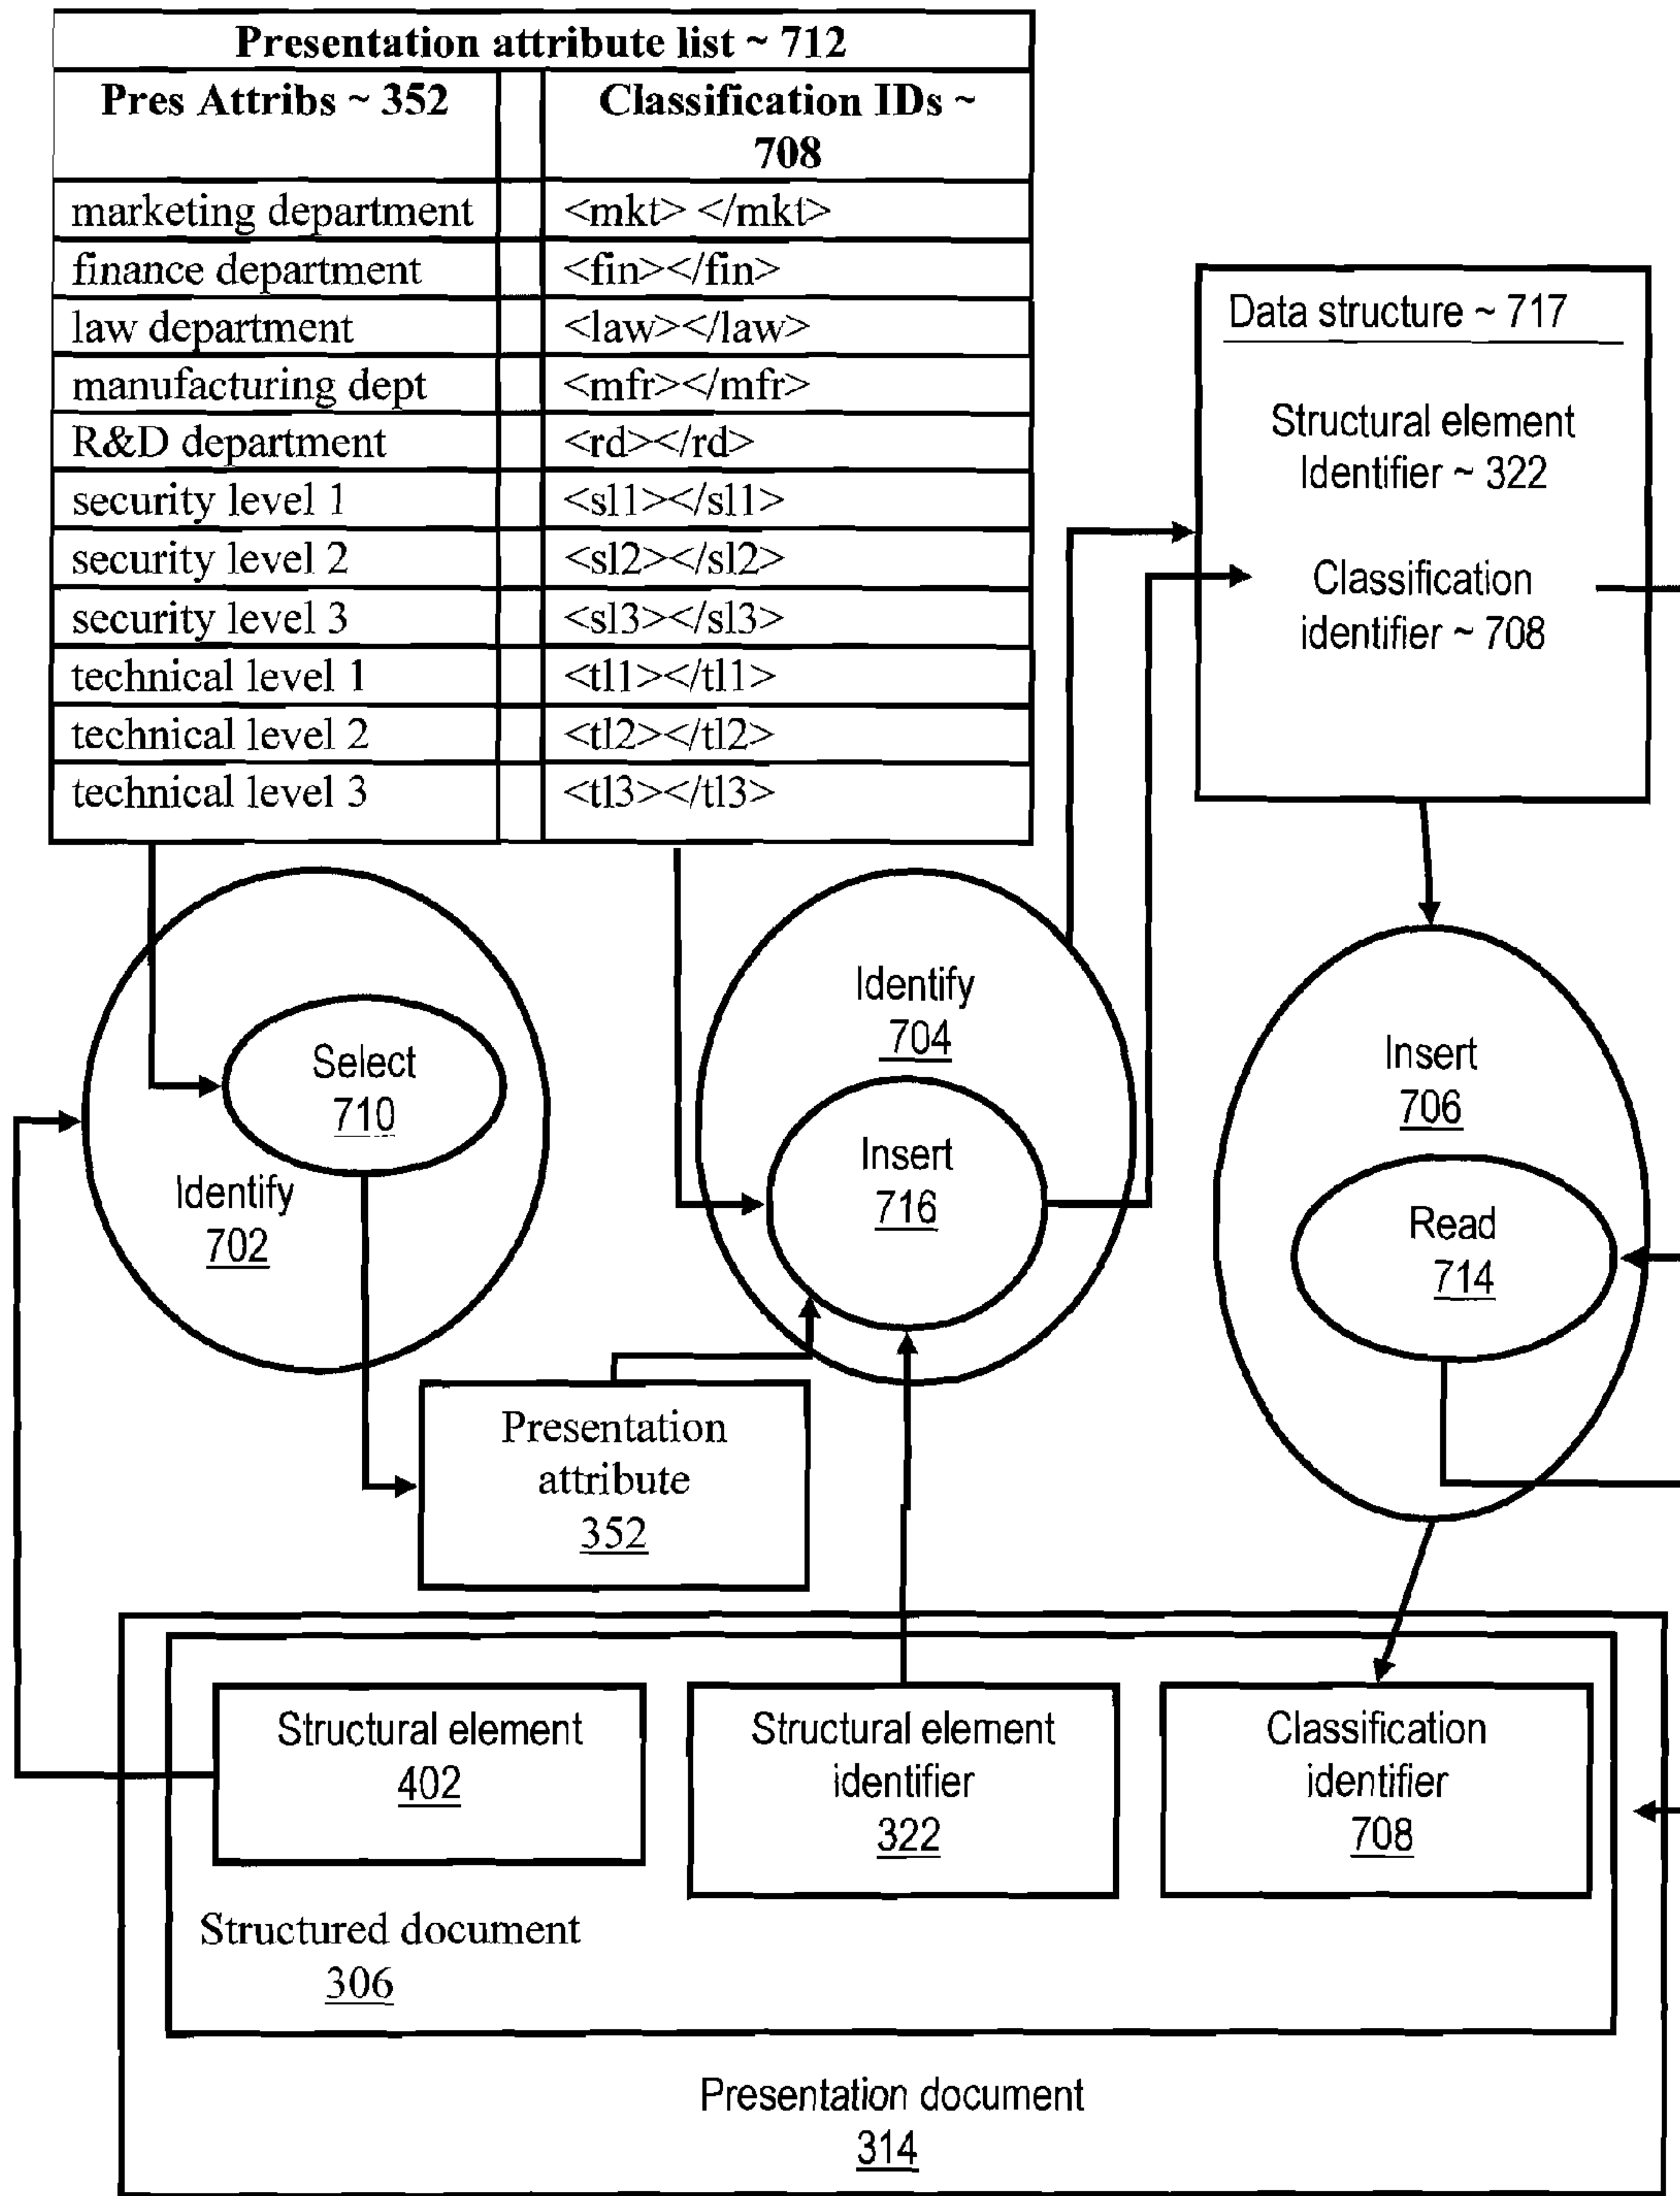 Presentation attribute list ~ 712
Pres Attribs ~ 352
Classification IDs ~
708
marketing department <mkt> </mkt>
finance department <fin></fin>
law department <law></law>
manufacturing dept <mfr></mfr>
R&D department <rd></rd>
security level 1 <sl1></sl1>
security level 2 <sl2></sl2>
security level 3 <sl3></sl3>
technical level 1 <tl1></tl1>
technical level 2 <tl2></tl2>
technical level 3 <tl3></tl3>
Data structure ~ 717
Structural element
Identifier ~ 322
Classification
identifier ~ 708
Select
710
Identify
702
Identify
704
Insert
716
Insert
706
Read
714
Presentation
attribute
352
Structural element
402
Structural element
identifier
322
Classification
identifier
708
Structured document
306
Presentation document
314